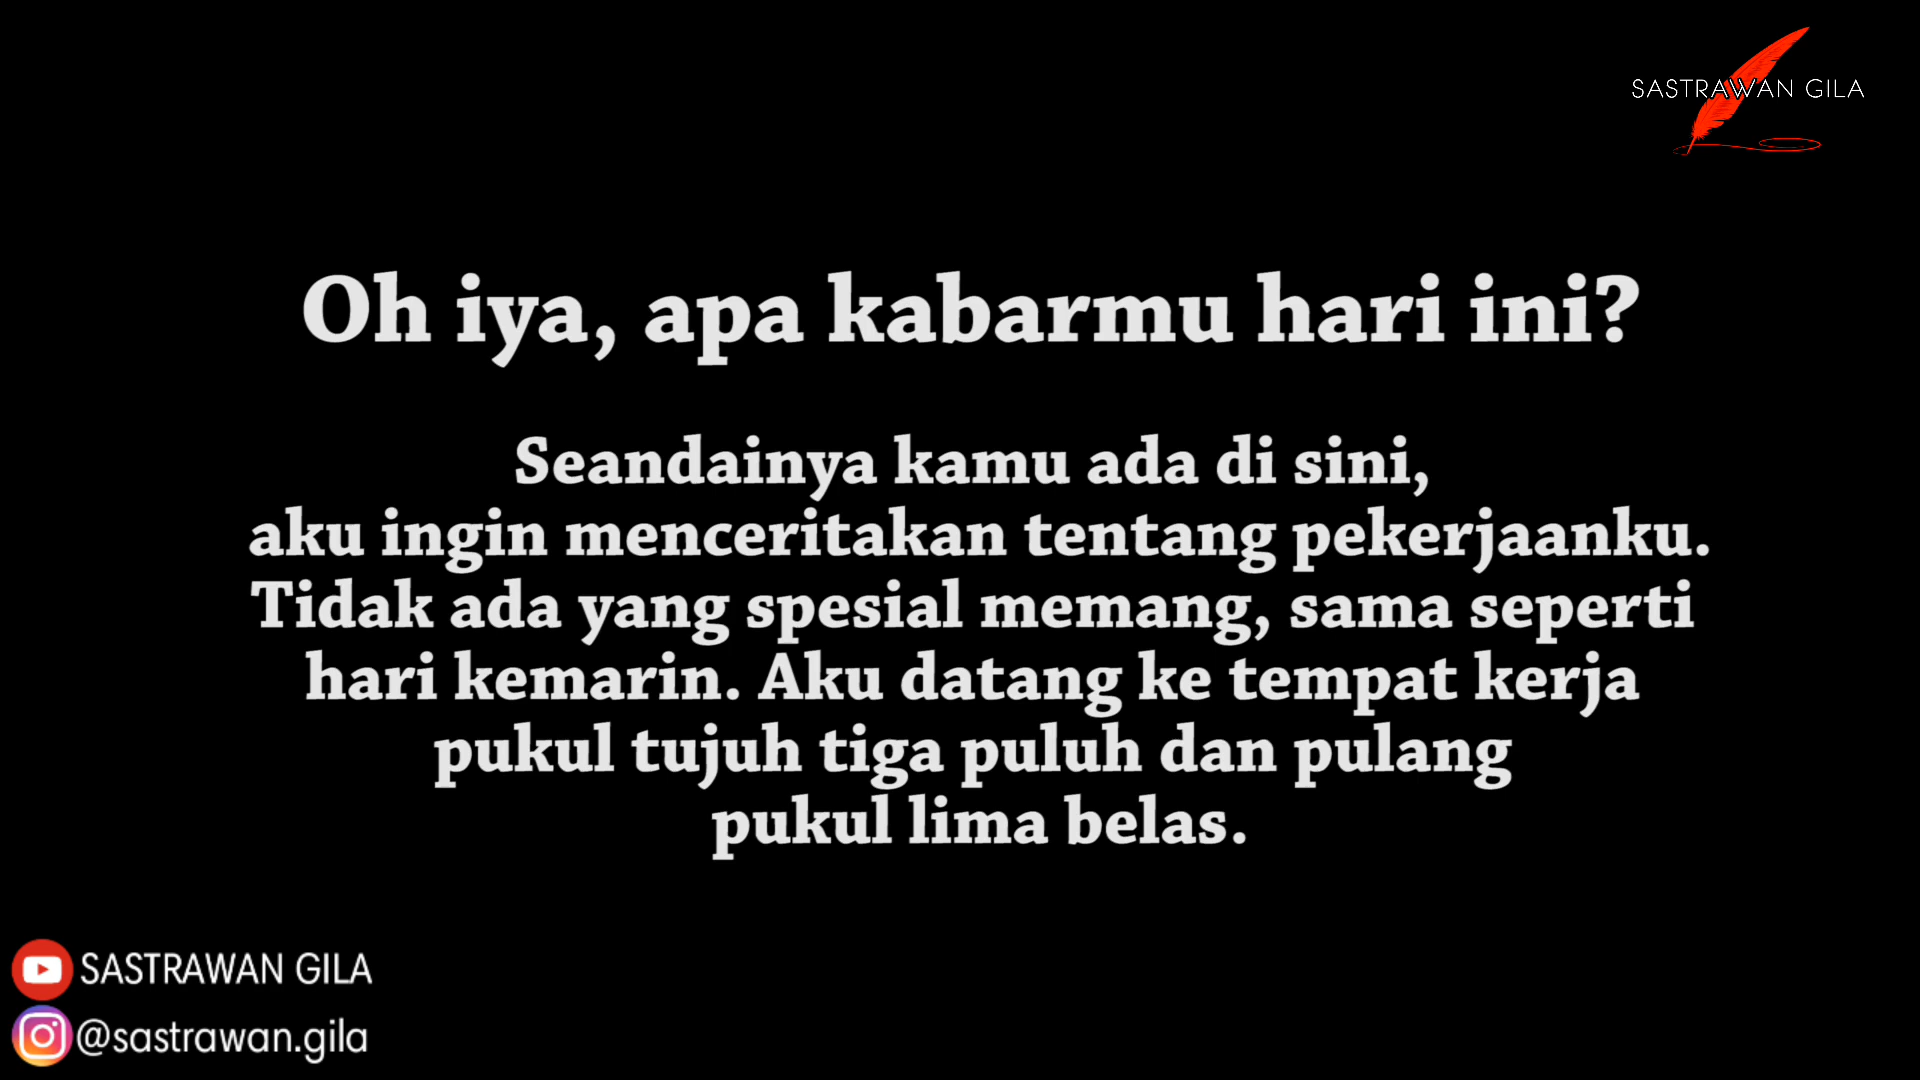 SASTRAWAN GILA
Oh iya, apa kabarmu hari ini?
Seandainya kamu ada di sini,
aku ingin menceritakan tentang pekerjaanku.
Tidak ada yang spesial memang, sama seperti
hari kemarin. Aku datang ke tempat kerja
pukul tujuh tiga puluh dan pulang
pukul lima belas.
SASTRAWAN GILA
@sastrawan.gila